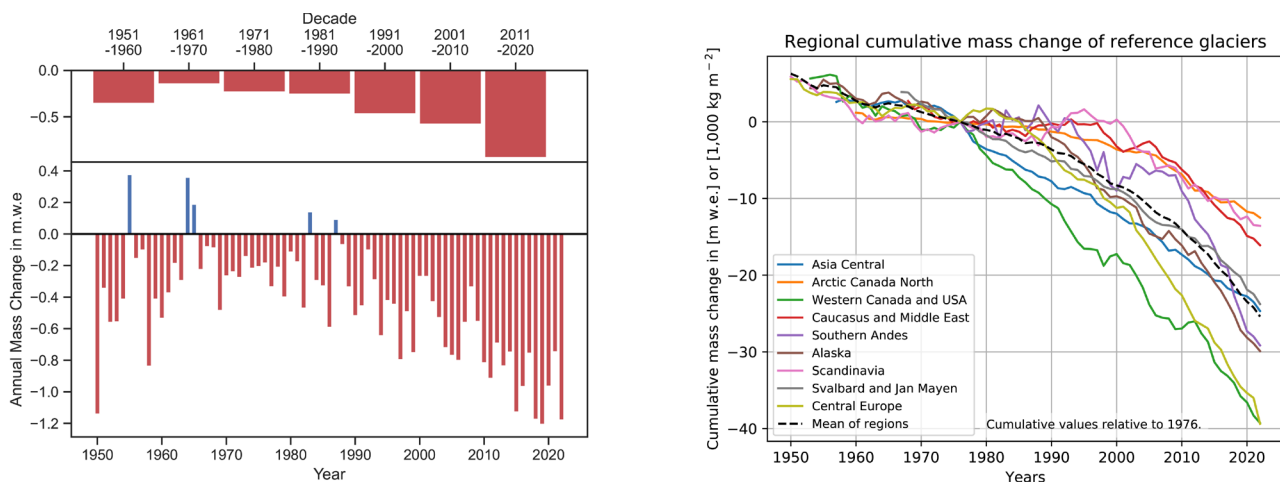 Decade
1951 1961 1971 1981 1991 2001 2011
-1960 -1970 -1980 -1990 -2000 -2010 -2020
0.0
−0.5
0.4
0.2
0.0
−0.2
−0.4
−0.6
−0.8
−1.0
−1.2
Annual Mass Change in m.w.e
1950 1960 1970 1980 1990 2000 2010 2020
Year
Regional cumulative mass change of reference glaciers
Cumulative mass change in [m w.e.] or [1,000 kg m−2]
0
−10
−20
−30
−40
Asia Central
Arctic Canada North
Western Canada and USA
Caucasus and Middle East
Southern Andes
Alaska
Scandinavia
Svalbard and Jan Mayen
Central Europe
Mean of regions
Cumulative values relative to 1976.
1950 1960 1970 1980 1990 2000 2010 2020
Years